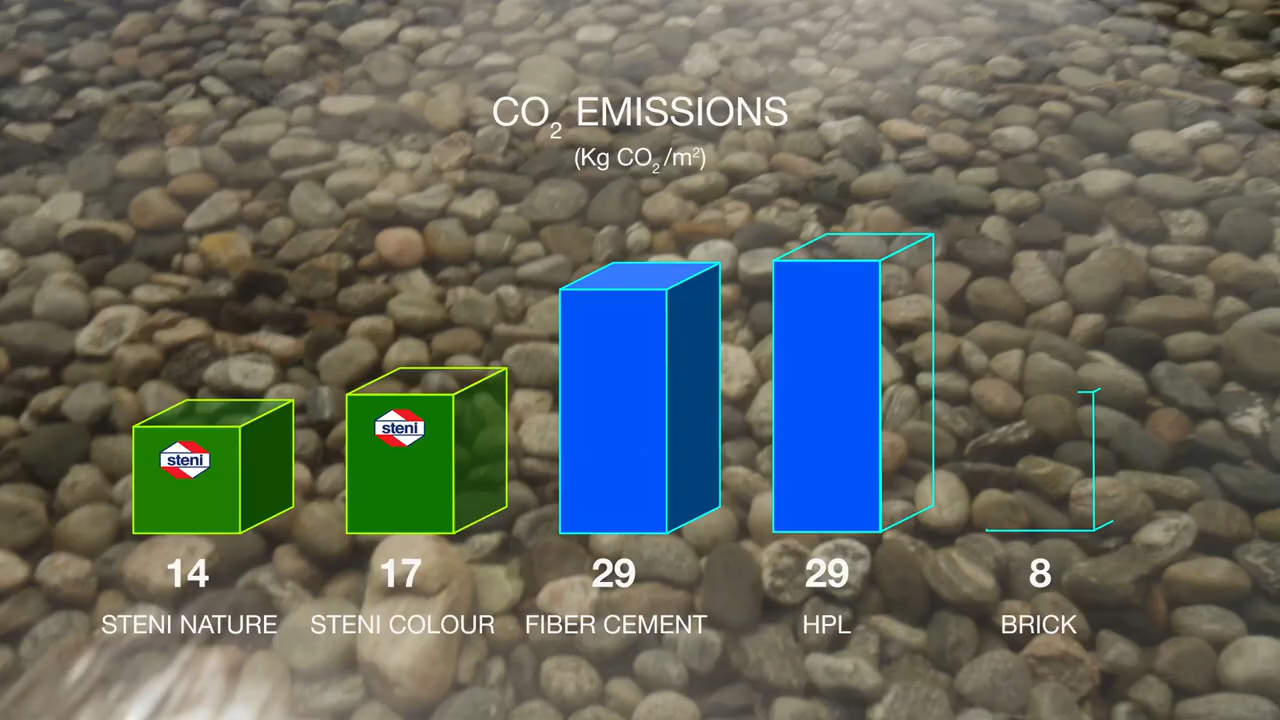 CO₂ EMISSIONS
(Kg CO₂/m²)
steni
steni
14 17 29 29 8
STENI NATURE STENI COLOUR FIBER CEMENT HPL BRICK